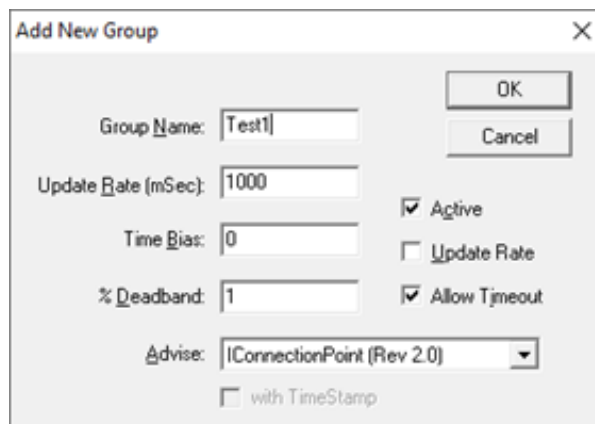 Add New Group
OK
Cancel
Group Name: Test1
Update Rate (mSec): 1000
Active
Time Bias: 0
Update Rate
% Deadband: 1
Allow Timeout
Advise: IConnectionPoint (Rev 2.0)
with TimeStamp